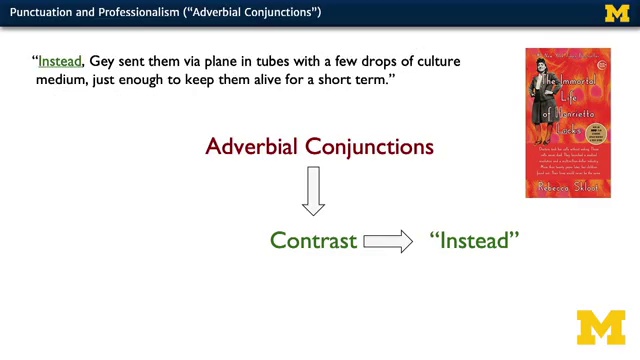 Punctuation and Professionalism (“Adverbial Conjunctions”)
M
“Instead, Gey sent them via plane in tubes with a few drops of culture
medium, just enough to keep them alive for a short term.”
The Immortal
Life
of Henrietta
Lacks
Rebecca Skloot
Adverbial Conjunctions
Contrast
“Instead”
M